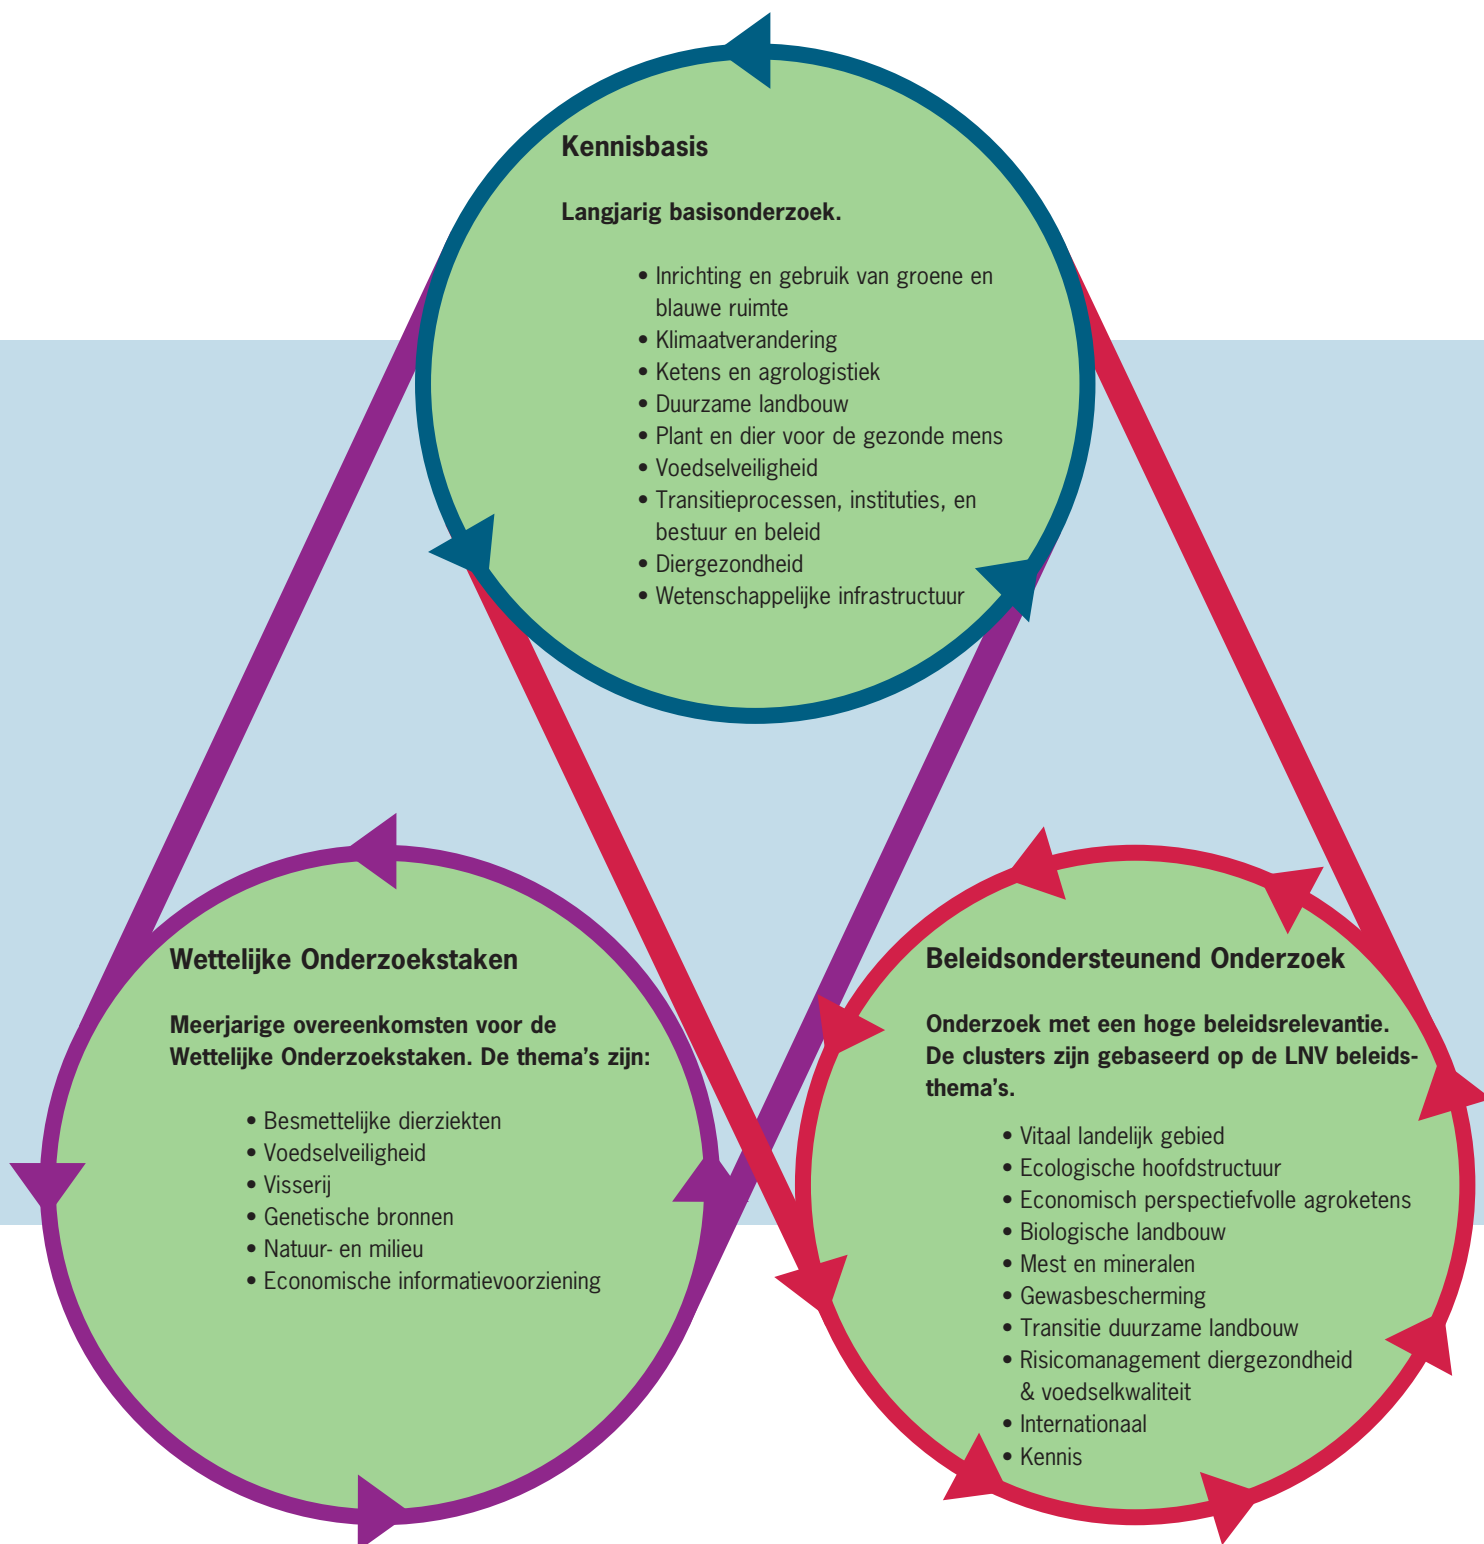 Kennisbasis
Langjarig basisonderzoek.
• Inrichting en gebruik van groene en
blauwe ruimte
• Klimaatverandering
• Ketens en agrologistiek
• Duurzame landbouw
• Plant en dier voor de gezonde mens
• Voedselveiligheid
• Transitieprocessen, instituties, en
bestuur en beleid
• Diergezondheid
• Wetenschappelijke infrastructuur
Wettelijke Onderzoekstaken
Meerjarige overeenkomsten voor de
Wettelijke Onderzoekstaken. De thema's zijn:
• Besmettelijke dierziekten
• Voedselveiligheid
• Visserij
• Genetische bronnen
• Natuur- en milieu
• Economische informatievoorziening
Beleidsondersteunend Onderzoek
Onderzoek met een hoge beleidsrelevantie.
De clusters zijn gebaseerd op de LNV beleids-
thema's.
• Vitaal landelijk gebied
• Ecologische hoofdstructuur
• Economisch perspectiefvolle agroketens
• Biologische landbouw
• Mest en mineralen
• Gewasbescherming
• Transitie duurzame landbouw
• Risicomanagement diergezondheid
& voedselkwaliteit
• Internationaal
• Kennis